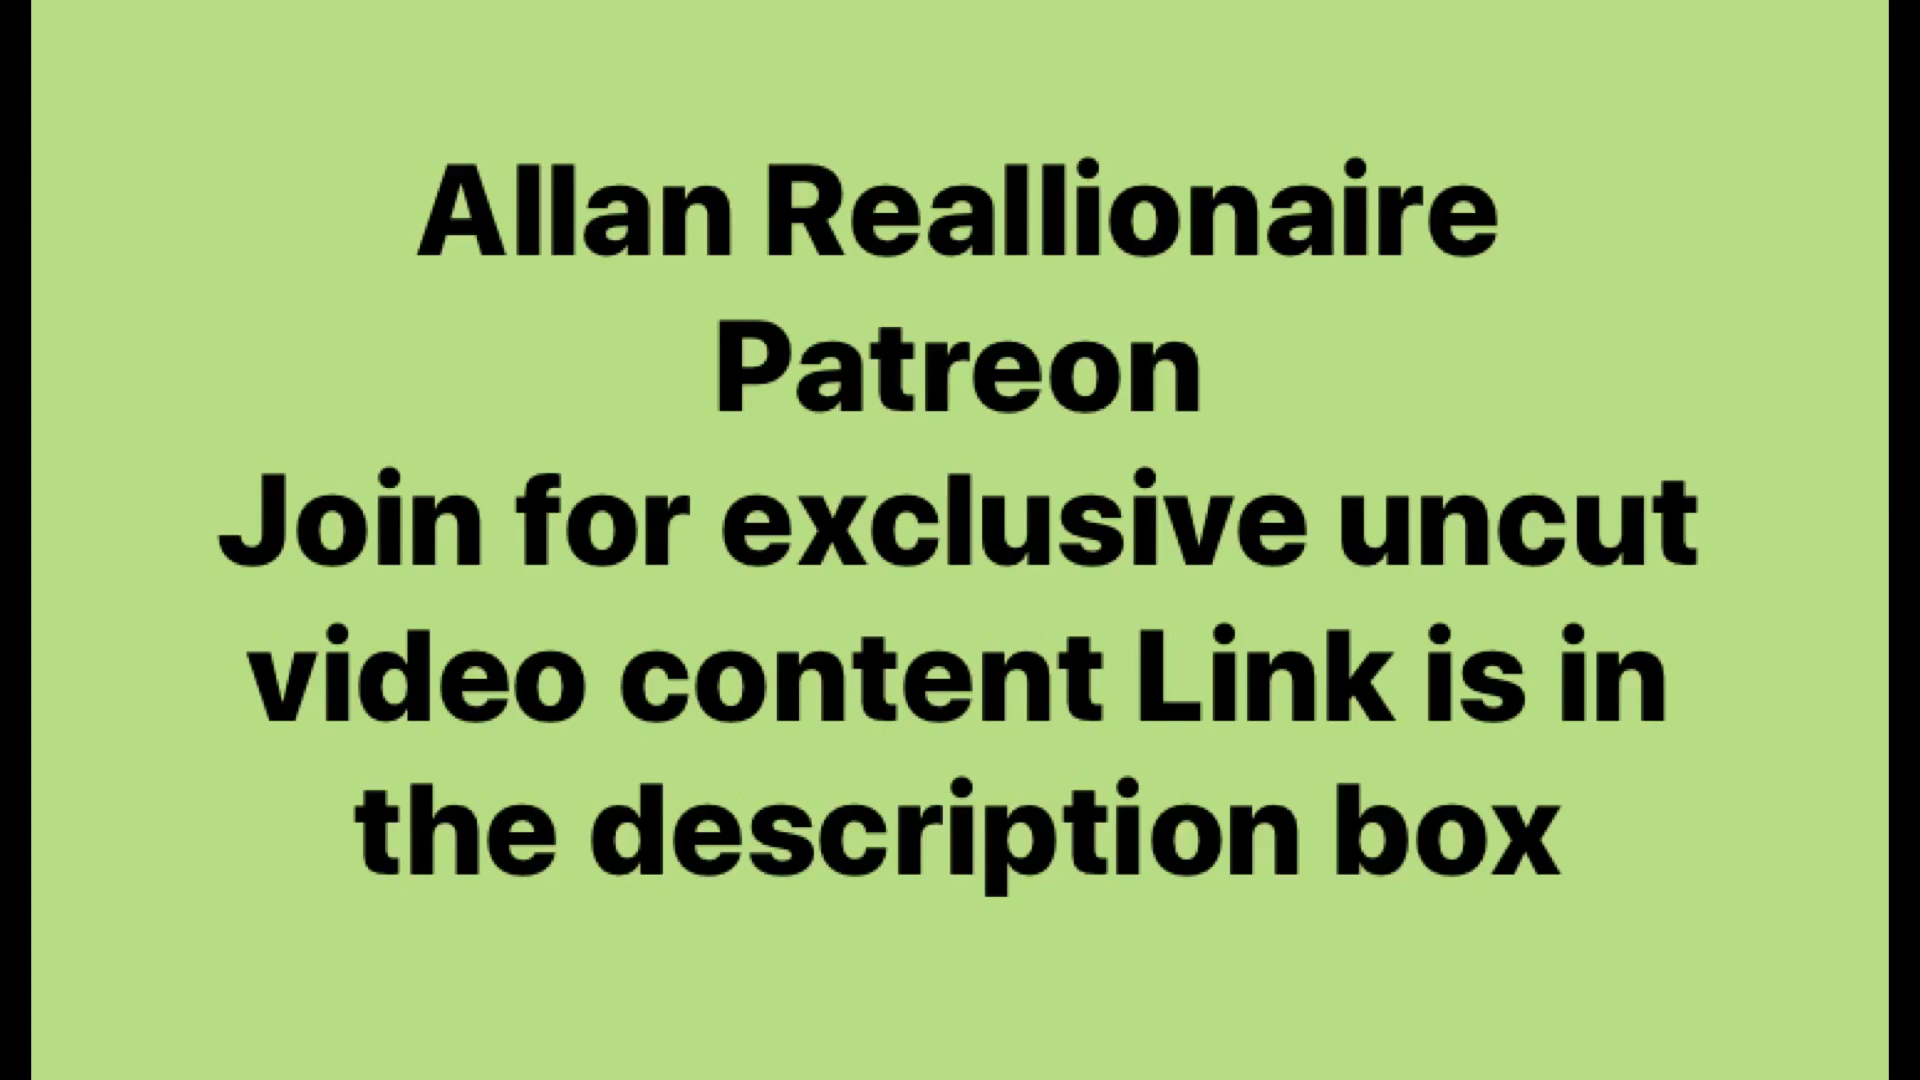 Allan Reallionaire
Patreon
Join for exclusive uncut
video content Link is in
the description box